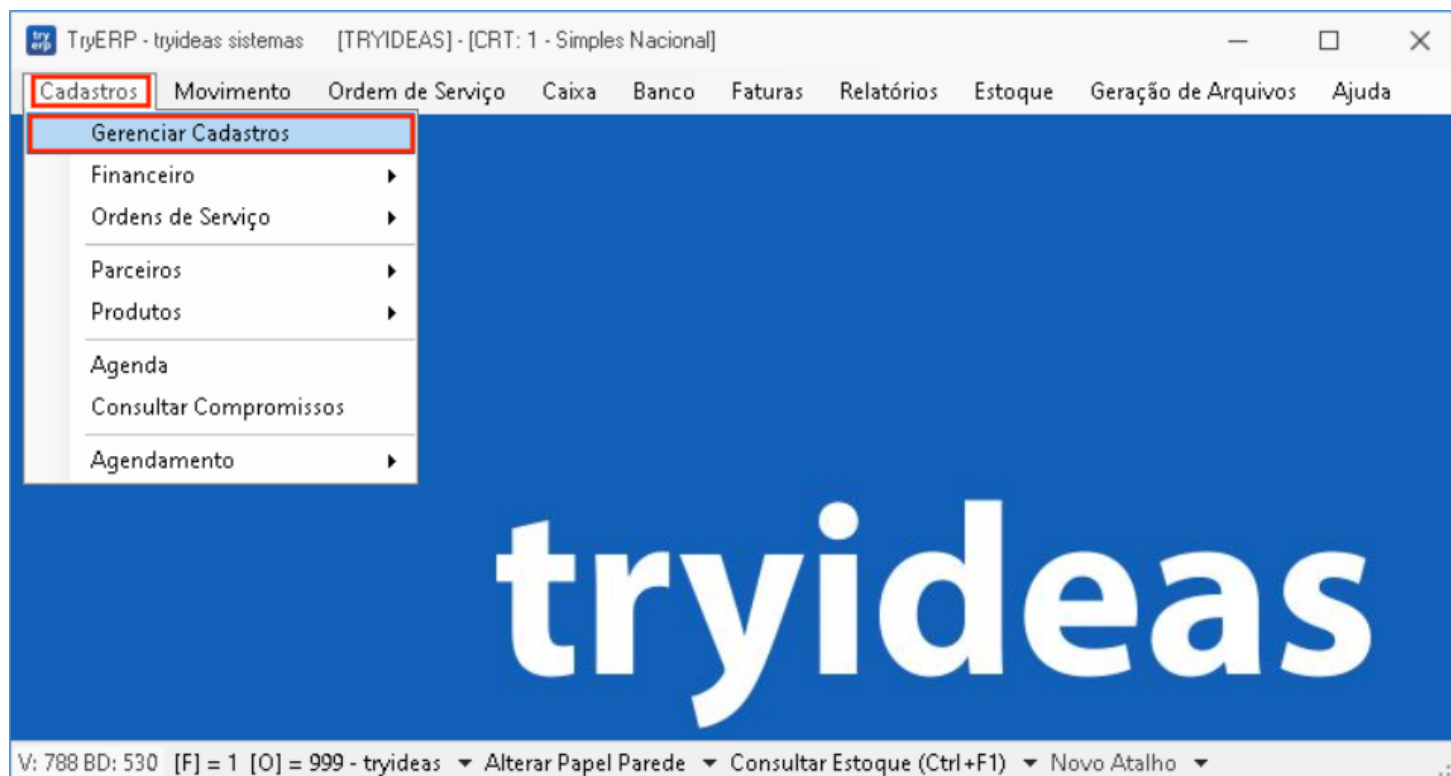 try erp TryERP - tryideas sistemas [TRYIDEAS] - [CRT: 1 - Simples Nacional]
Cadastros Movimento Ordem de Serviço Caixa Banco Faturas Relatórios Estoque Geração de Arquivos Ajuda
Gerenciar Cadastros
Financeiro
Ordens de Serviço
Parceiros
Produtos
Agenda
Consultar Compromissos
Agendamento
tryideas
V: 788 BD: 530 [F] = 1 [O] = 999 - tryideas Alterar Papel Parede Consultar Estoque (Ctrl+F1) Novo Atalho